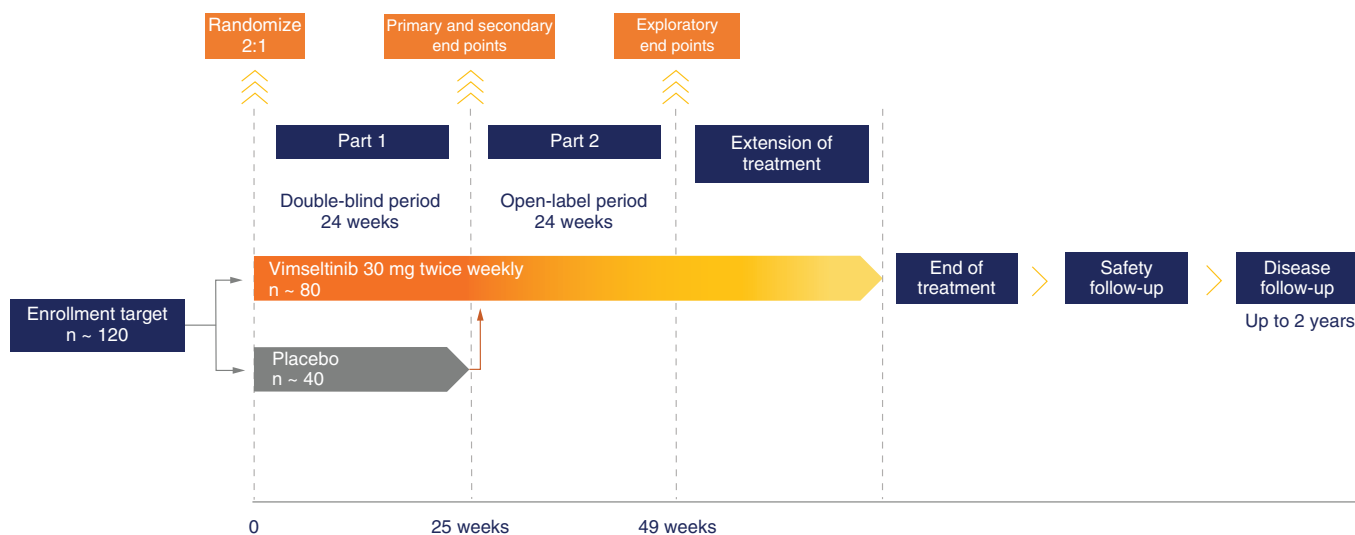 Randomize
2:1
Primary and secondary
end points
Exploratory
end points
Part 1
Part 2
Extension of
treatment
Double-blind period
24 weeks
Open-label period
24 weeks
Enrollment target
n ~ 120
Vimseltinib 30 mg twice weekly
n ~ 80
Placebo
n ~ 40
End of
treatment
Safety
follow-up
Disease
follow-up
Up to 2 years
0
25 weeks
49 weeks